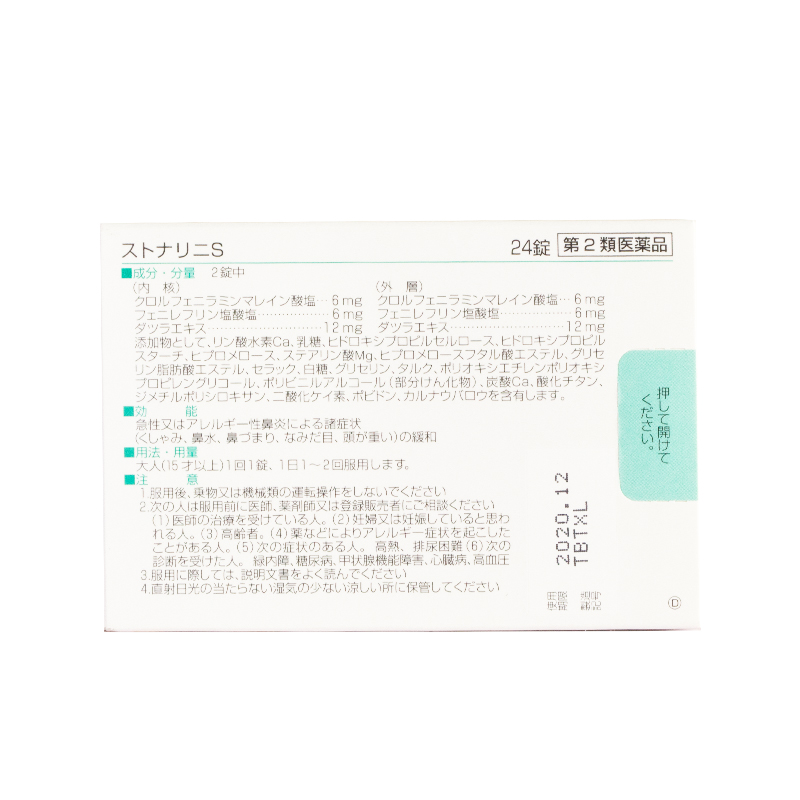 ストナリニS 24錠 第2類医薬品
■成分・分量 2錠中
(内 核) (外 層)
クロルフェニラミンマレイン酸塩…6mg クロルフェニラミンマレイン酸塩…6mg
フェニレフリン塩酸塩………………6mg フェニレフリン塩酸塩………………6mg
ダツラエキス………………………12mg ダツラエキス………………………12mg
添加物として、リン酸水素Ca、乳糖、ヒドロキシプロピルセルロース、ヒドロキシプロピル
スターチ、ヒプロメロース、ステアリン酸Mg、ヒプロメロースフタル酸エステル、グリセ
リン脂肪酸エステル、セラック、白糖、グリセリン、タルク、ポリオキシエチレンポリオキシ
プロピレングリコール、ポリビニルアルコール(部分けん化物)、炭酸Ca、酸化チタン、
ジメチルポリシロキサン、二酸化ケイ素、ポビドン、カルナウバロウを含有します。
■効 能
急性又はアレルギー性鼻炎による諸症状
(くしゃみ、鼻水、鼻づまり、なみだ目、頭が重い)の緩和
■用法・用量
大人(15才以上)1回1錠、1日1〜2回服用します。
■注 意
1.服用後、乗物又は機械類の運転操作をしないでください
2.次の人は服用前に医師、薬剤師又は登録販売者にご相談ください
(1)医師の治療を受けている人。(2)妊婦又は妊娠していると思わ
れる人。(3)高齢者。(4)薬などによりアレルギー症状を起こした
ことがある人。(5)次の症状のある人。 高熱、排尿困難(6)次の
診断を受けた人。 緑内障、糖尿病、甲状腺機能障害、心臓病、高血圧
3.服用に際しては、説明文書をよく読んでください
4.直射日光の当たらない湿気の少ない涼しい所に保管してください
押して開けて
ください。
2020.12
TBTXL
使用期限
製造番号
D